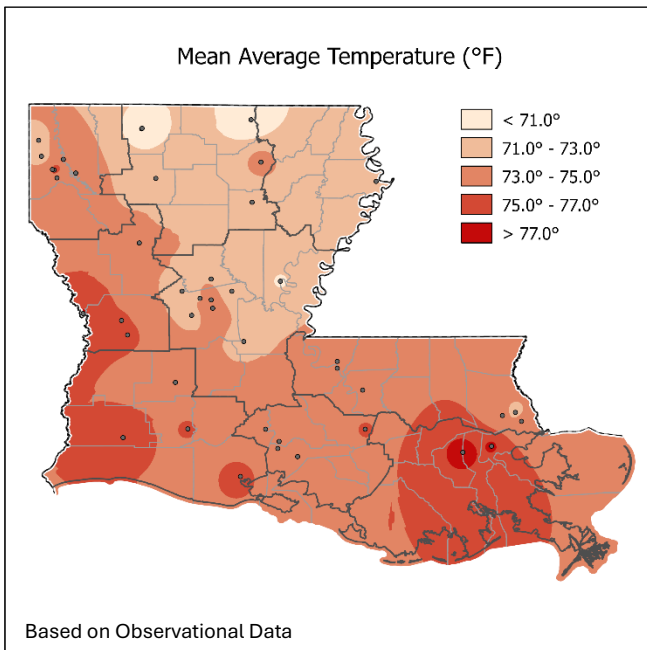 Mean Average Temperature (°F)
< 71.0°
71.0° - 73.0°
73.0° - 75.0°
75.0° - 77.0°
> 77.0°
Based on Observational Data